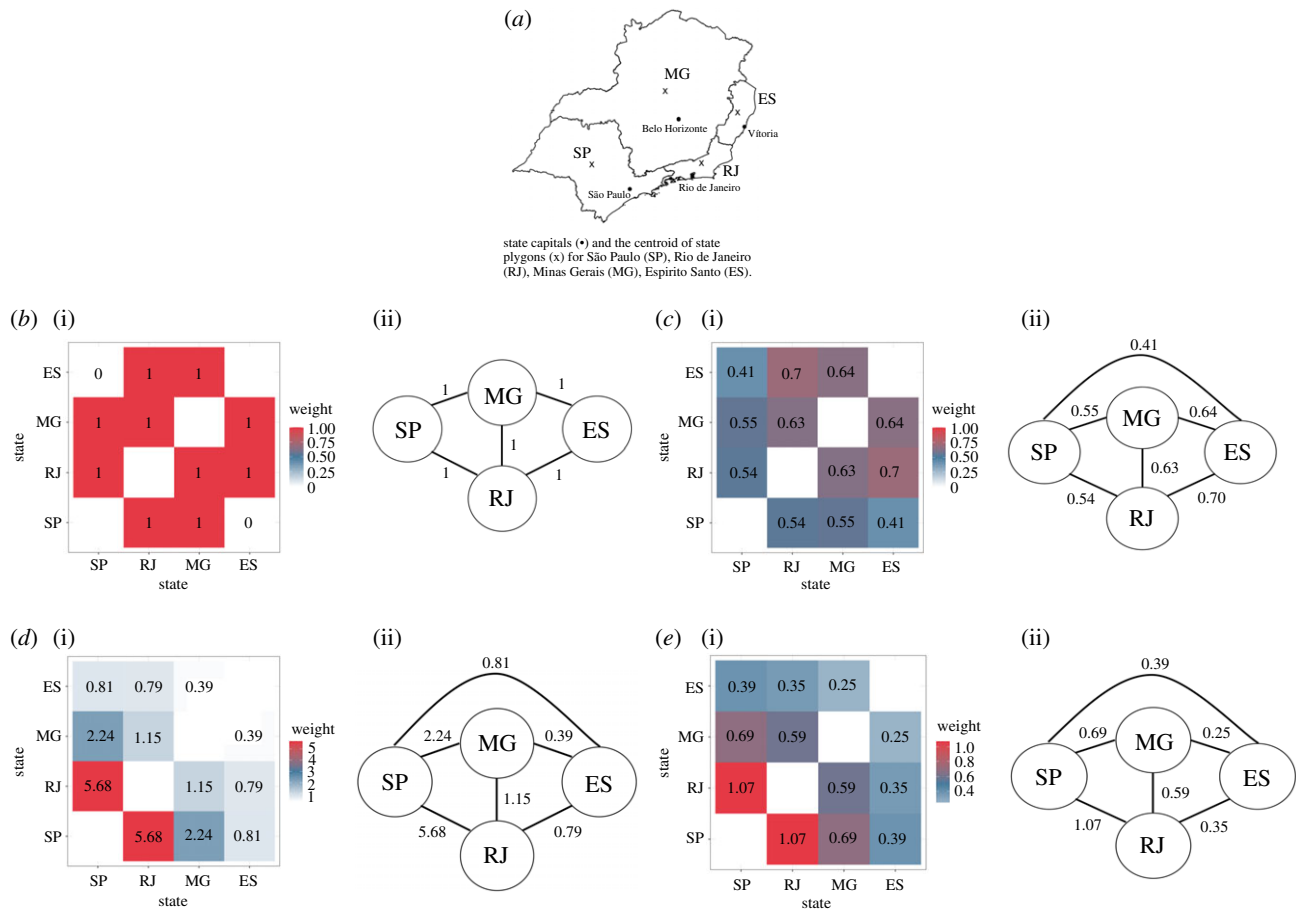 (a)
MG
ES
Belo Horizonte
Vítoria
SP
RJ
São Paulo
Rio de Janeiro
state capitals (•) and the centroid of state
plygons (x) for São Paulo (SP), Rio de Janeiro
(RJ), Minas Gerais (MG), Espirito Santo (ES).
(b) (i)
ES
MG
RJ
SP
state
0 1 1
1 1 1
1 1 1
1 1 0
SP RJ MG ES
state
weight
1.00
0.75
0.50
0.25
0
(ii)
MG
SP
ES
RJ
1
1
1
1
1
(c) (i)
ES
MG
RJ
SP
state
0.41 0.7 0.64
0.55 0.63 0.64
0.54 0.63 0.7
0.54 0.55 0.41
SP RJ MG ES
state
weight
1.00
0.75
0.50
0.25
0
(ii)
0.41
0.55
MG
0.64
SP
ES
0.63
0.54
0.70
RJ
(d) (i)
ES
MG
RJ
SP
state
0.81 0.79 0.39
2.24 1.15 0.39
5.68 1.15 0.79
5.68 2.24 0.81
SP RJ MG ES
state
weight
5
4
3
2
1
(ii)
0.81
2.24
MG
0.39
SP
ES
1.15
5.68
0.79
RJ
(e) (i)
ES
MG
RJ
SP
state
0.39 0.35 0.25
0.69 0.59 0.25
1.07 0.59 0.35
1.07 0.69 0.39
SP RJ MG ES
state
weight
1.0
0.8
0.6
0.4
(ii)
0.39
0.69
MG
0.25
SP
ES
0.59
1.07
0.35
RJ